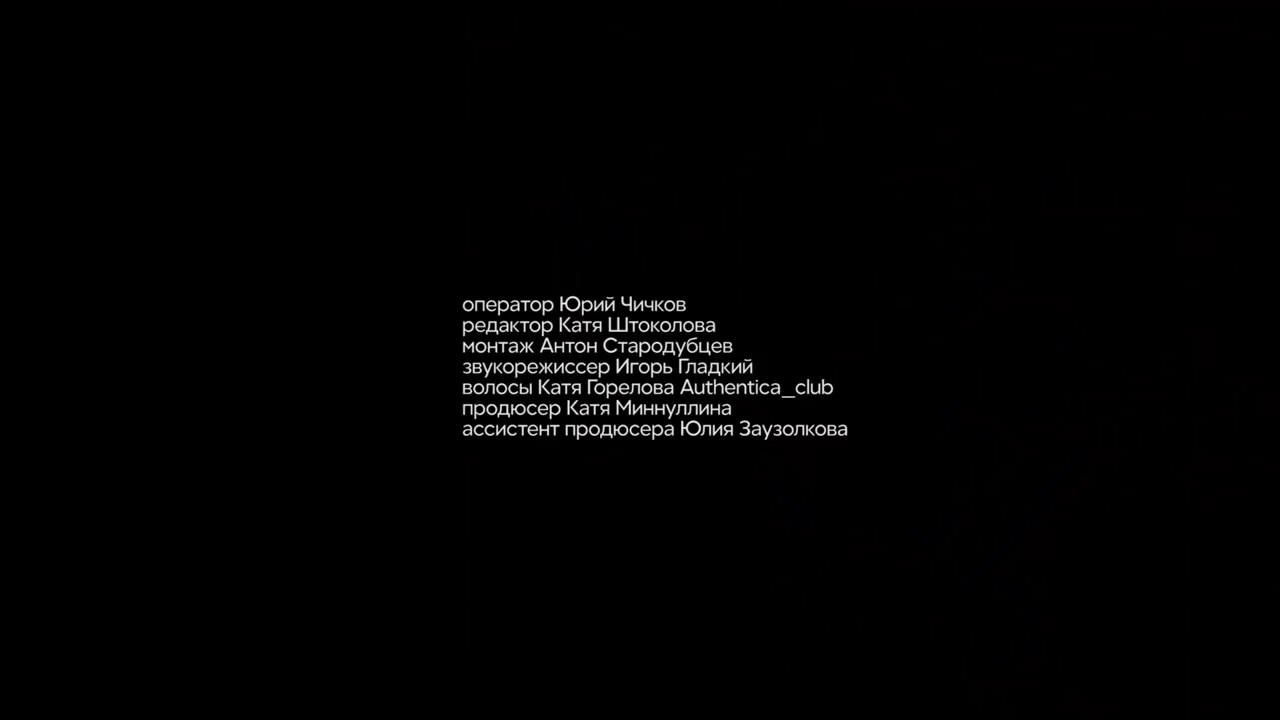 оператор Юрий Чичков
редактор Катя Штоколова
монтаж Антон Стародубцев
звукорежиссер Игорь Гладкий
волосы Катя Горелова Authentica_club
продюсер Катя Миннуллина
ассистент продюсера Юлия Заузолкова